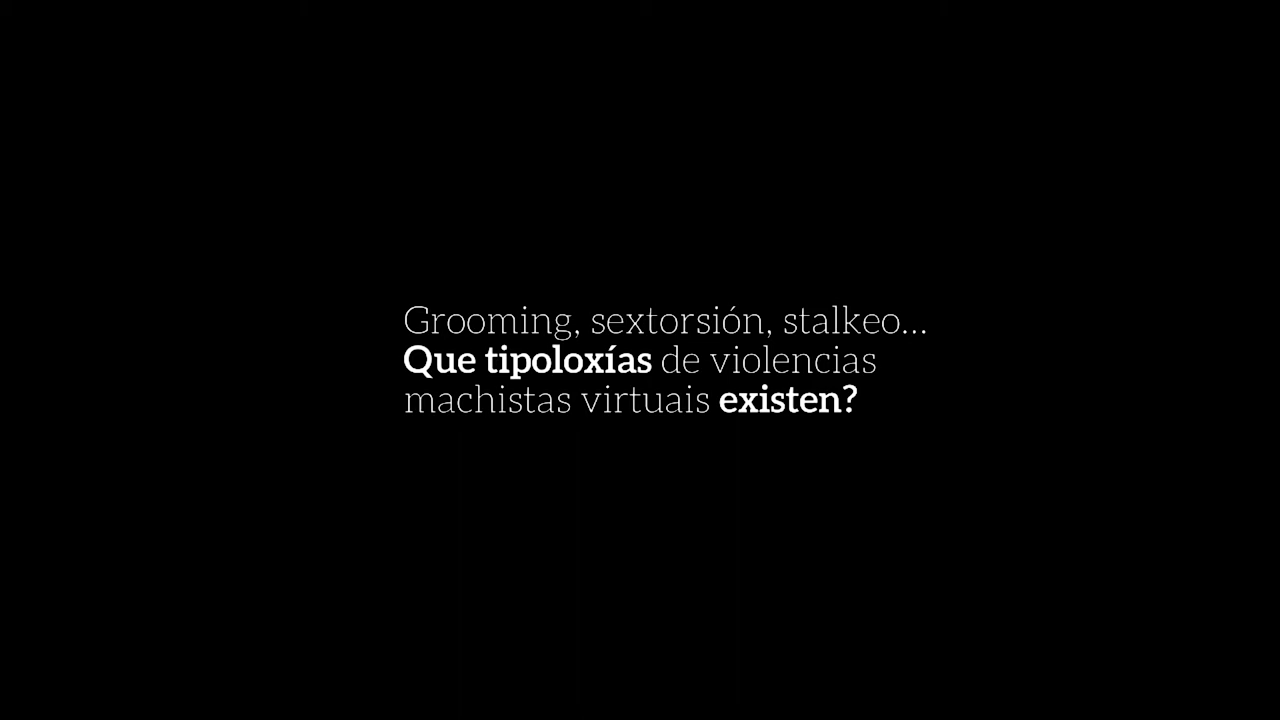 Grooming, sextorsión, stalkeo...
Que tipoloxías de violencias
machistas virtuais existen?